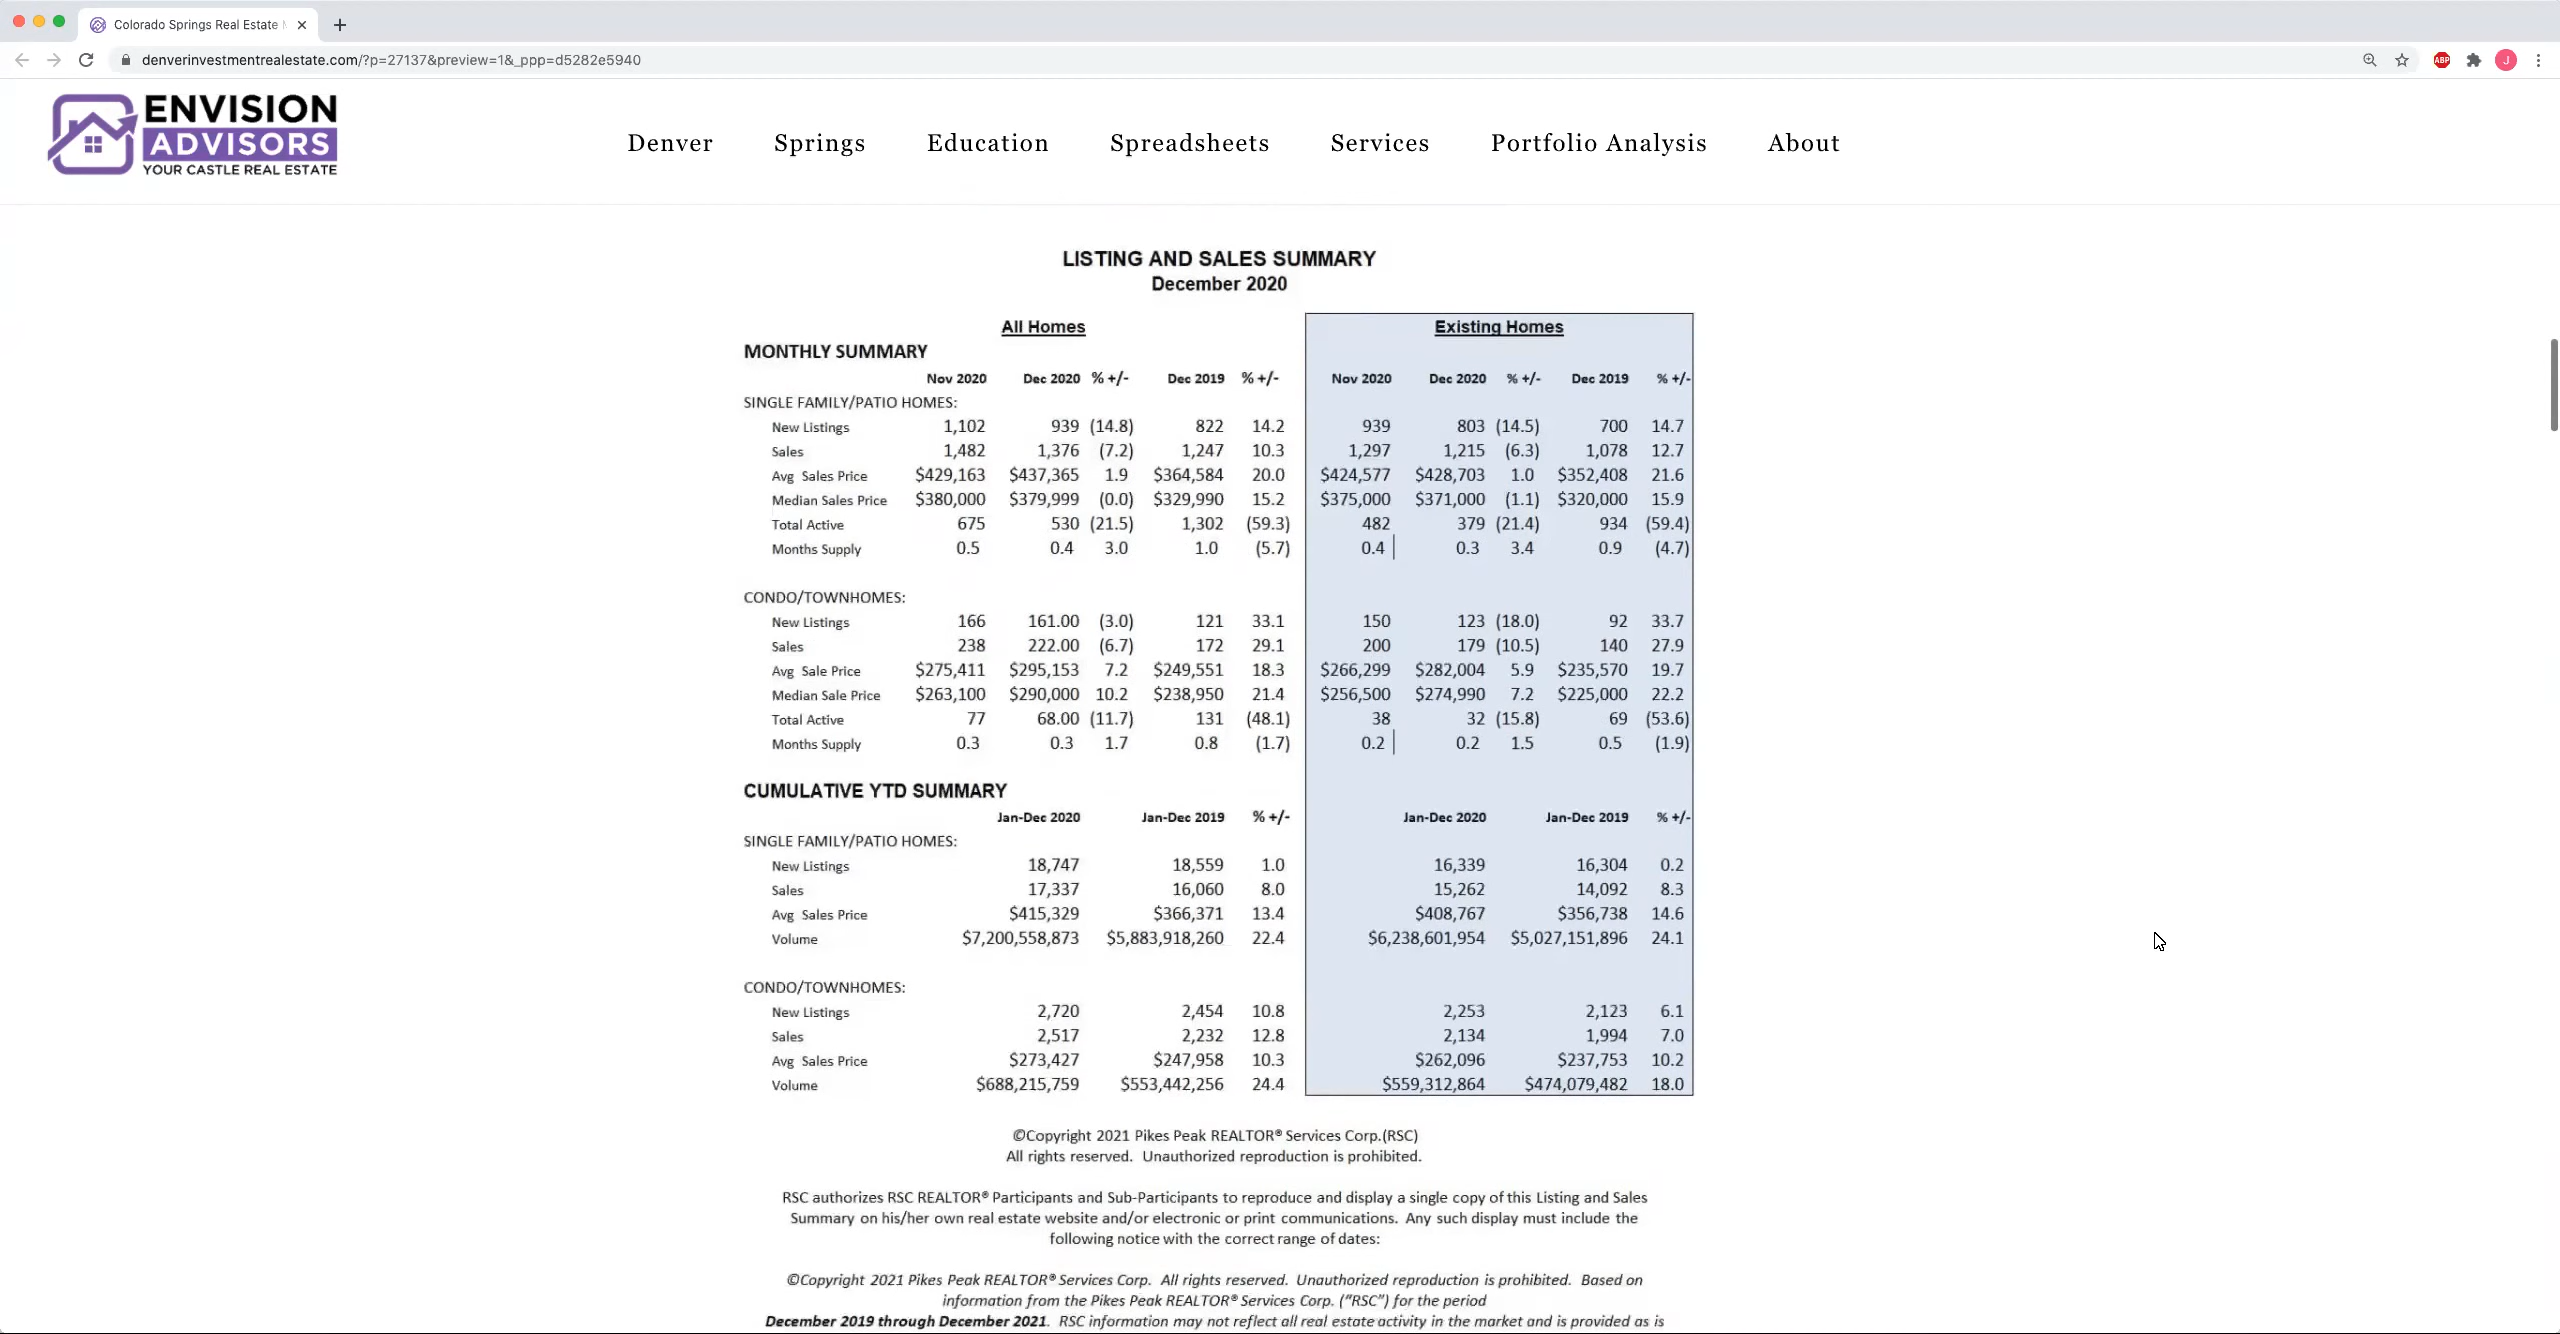 Colorado Springs Real Estate
denverinvestmentrealestate.com/?p=27137&preview=1&_ppp=d5282e5940
ABP
J
ENVISION
ADVISORS
YOUR CASTLE REAL ESTATE
Denver Springs Education Spreadsheets Services Portfolio Analysis About
LISTING AND SALES SUMMARY
December 2020
All Homes Existing Homes
MONTHLY SUMMARY
Nov 2020 Dec 2020 % +/- Dec 2019 % +/- Nov 2020 Dec 2020 % +/- Dec 2019 % +/-
SINGLE FAMILY/PATIO HOMES:
New Listings 1,102 939 (14.8) 822 14.2 939 803 (14.5) 700 14.7
Sales 1,482 1,376 (7.2) 1,247 10.3 1,297 1,215 (6.3) 1,078 12.7
Avg Sales Price $429,163 $437,365 1.9 $364,584 20.0 $424,577 $428,703 1.0 $352,408 21.6
Median Sales Price $380,000 $379,999 (0.0) $329,990 15.2 $375,000 $371,000 (1.1) $320,000 15.9
Total Active 675 530 (21.5) 1,302 (59.3) 482 379 (21.4) 934 (59.4)
Months Supply 0.5 0.4 3.0 1.0 (5.7) 0.4 0.3 3.4 0.9 (4.7)
CONDO/TOWNHOMES:
New Listings 166 161.00 (3.0) 121 33.1 150 123 (18.0) 92 33.7
Sales 238 222.00 (6.7) 172 29.1 200 179 (10.5) 140 27.9
Avg Sale Price $275,411 $295,153 7.2 $249,551 18.3 $266,299 $282,004 5.9 $235,570 19.7
Median Sale Price $263,100 $290,000 10.2 $238,950 21.4 $256,500 $274,990 7.2 $225,000 22.2
Total Active 77 68.00 (11.7) 131 (48.1) 38 32 (15.8) 69 (53.6)
Months Supply 0.3 0.3 1.7 0.8 (1.7) 0.2 0.2 1.5 0.5 (1.9)
CUMULATIVE YTD SUMMARY
Jan-Dec 2020 Jan-Dec 2019 % +/- Jan-Dec 2020 Jan-Dec 2019 % +/-
SINGLE FAMILY/PATIO HOMES:
New Listings 18,747 18,559 1.0 16,339 16,304 0.2
Sales 17,337 16,060 8.0 15,262 14,092 8.3
Avg Sales Price $415,329 $366,371 13.4 $408,767 $356,738 14.6
Volume $7,200,558,873 $5,883,918,260 22.4 $6,238,601,954 $5,027,151,896 24.1
CONDO/TOWNHOMES:
New Listings 2,720 2,454 10.8 2,253 2,123 6.1
Sales 2,517 2,232 12.8 2,134 1,994 7.0
Avg Sales Price $273,427 $247,958 10.3 $262,096 $237,753 10.2
Volume $688,215,759 $553,442,256 24.4 $559,312,864 $474,079,482 18.0
©Copyright 2021 Pikes Peak REALTOR® Services Corp.(RSC)
All rights reserved. Unauthorized reproduction is prohibited.
RSC authorizes RSC REALTOR® Participants and Sub-Participants to reproduce and display a single copy of this Listing and Sales
Summary on his/her own real estate website and/or electronic or print communications. Any such display must include the
following notice with the correct range of dates:
©Copyright 2021 Pikes Peak REALTOR® Services Corp. All rights reserved. Unauthorized reproduction is prohibited. Based on
information from the Pikes Peak REALTOR® Services Corp. ("RSC") for the period
December 2019 through December 2021. RSC information may not reflect all real estate activity in the market and is provided as is